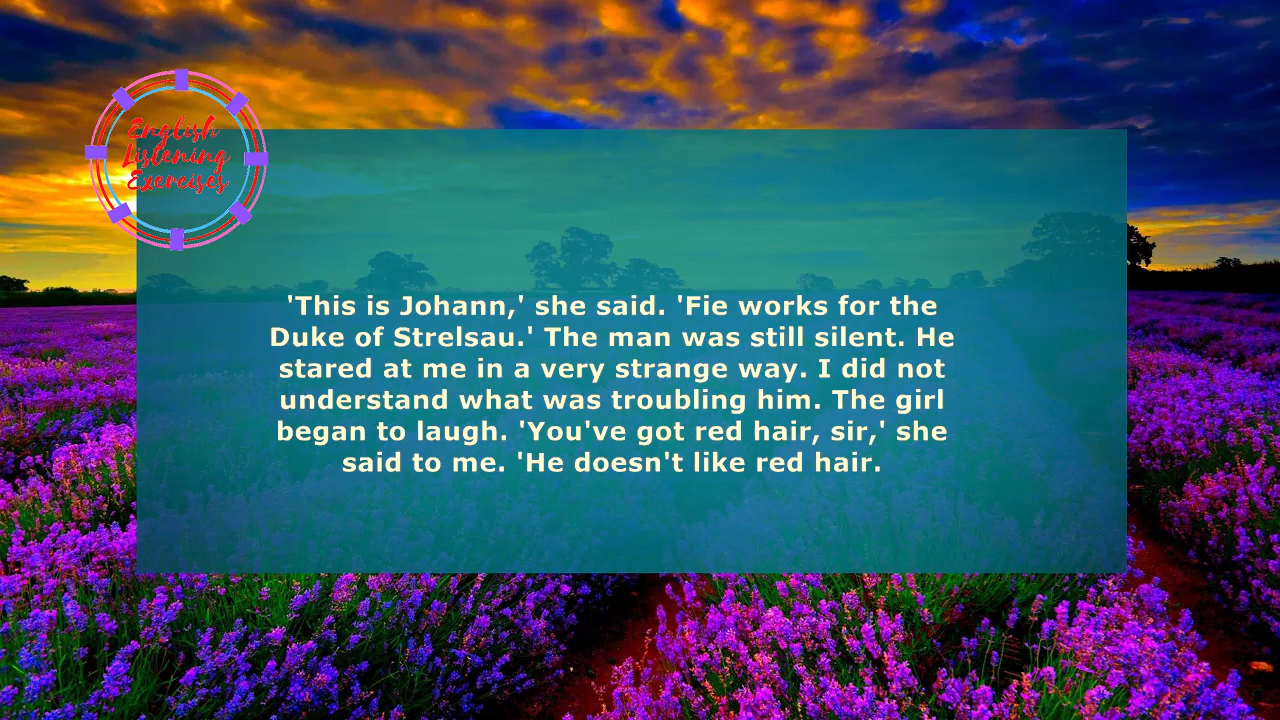 English
Listening
Exercises
'This is Johann,' she said. 'Fie works for the
Duke of Strelsau.' The man was still silent. He
stared at me in a very strange way. I did not
understand what was troubling him. The girl
began to laugh. 'You've got red hair, sir,' she
said to me. 'He doesn't like red hair.